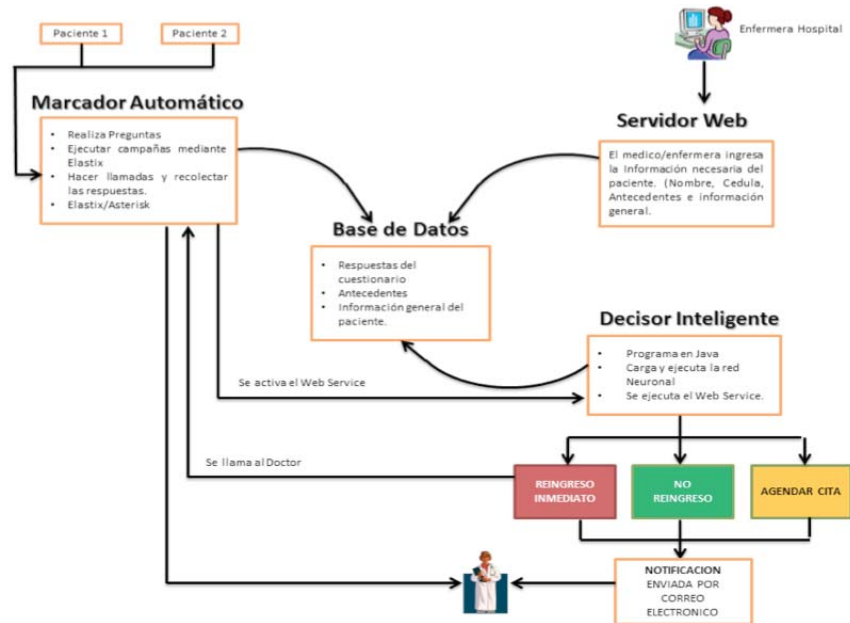 Paciente 1
Paciente 2
Enfermera Hospital
Marcador Automático
• Realiza Preguntas
• Ejecutar campañas mediante
Elastix
• Hacer llamadas y recolectar
las respuestas.
• Elastix/Asterisk
Servidor Web
El medico/enfermera ingresa
la Información necesaria del
paciente. (Nombre, Cedula,
Antecedentes e información
general.
Base de Datos
• Respuestas del
cuestionario
• Antecedentes
• Información general del
paciente.
Decisor Inteligente
• Programa en Java
• Carga y ejecuta la red
Neuronal
• Se ejecuta el Web Service.
Se activa el Web Service
Se llama al Doctor
REINGRESO
INMEDIATO
NO
REINGRESO
AGENDAR CITA
NOTIFICACION
ENVIADA POR
CORREO
ELECTRONICO